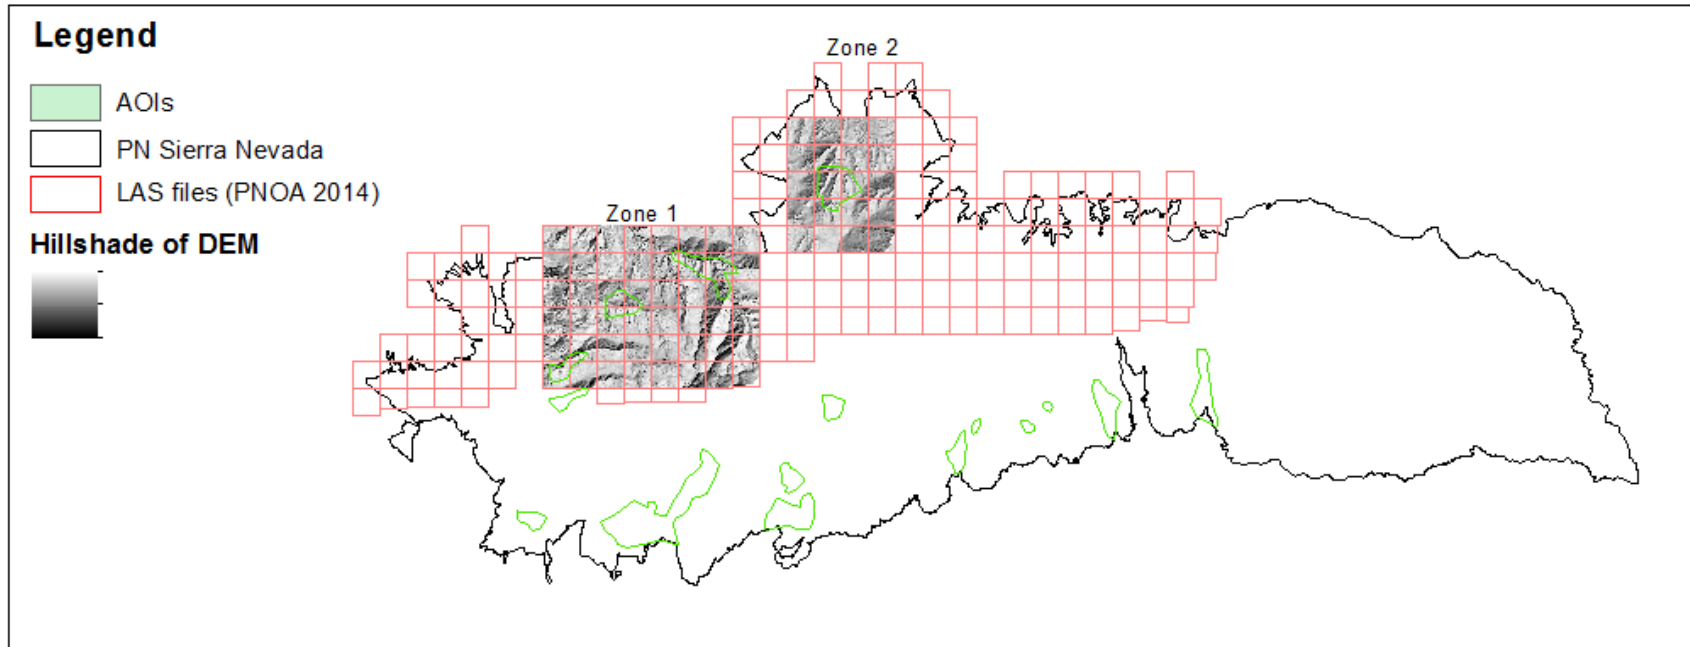 Legend
AOIs
PN Sierra Nevada
LAS files (PNOA 2014)
Hillshade of DEM
Zone 1
Zone 2